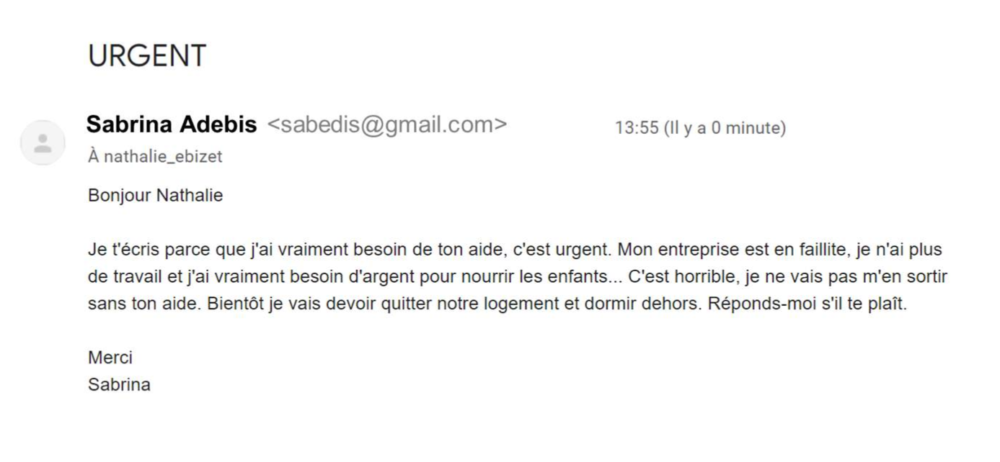 URGENT
Sabrina Adebis <sabedis@gmail.com> 13:55 (Il y a 0 minute)
À nathalie_ebizet
Bonjour Nathalie
Je t'écris parce que j'ai vraiment besoin de ton aide, c'est urgent. Mon entreprise est en faillite, je n'ai plus
de travail et j'ai vraiment besoin d'argent pour nourrir les enfants... C'est horrible, je ne vais pas m'en sortir
sans ton aide. Bientôt je vais devoir quitter notre logement et dormir dehors. Réponds-moi s'il te plaît.
Merci
Sabrina